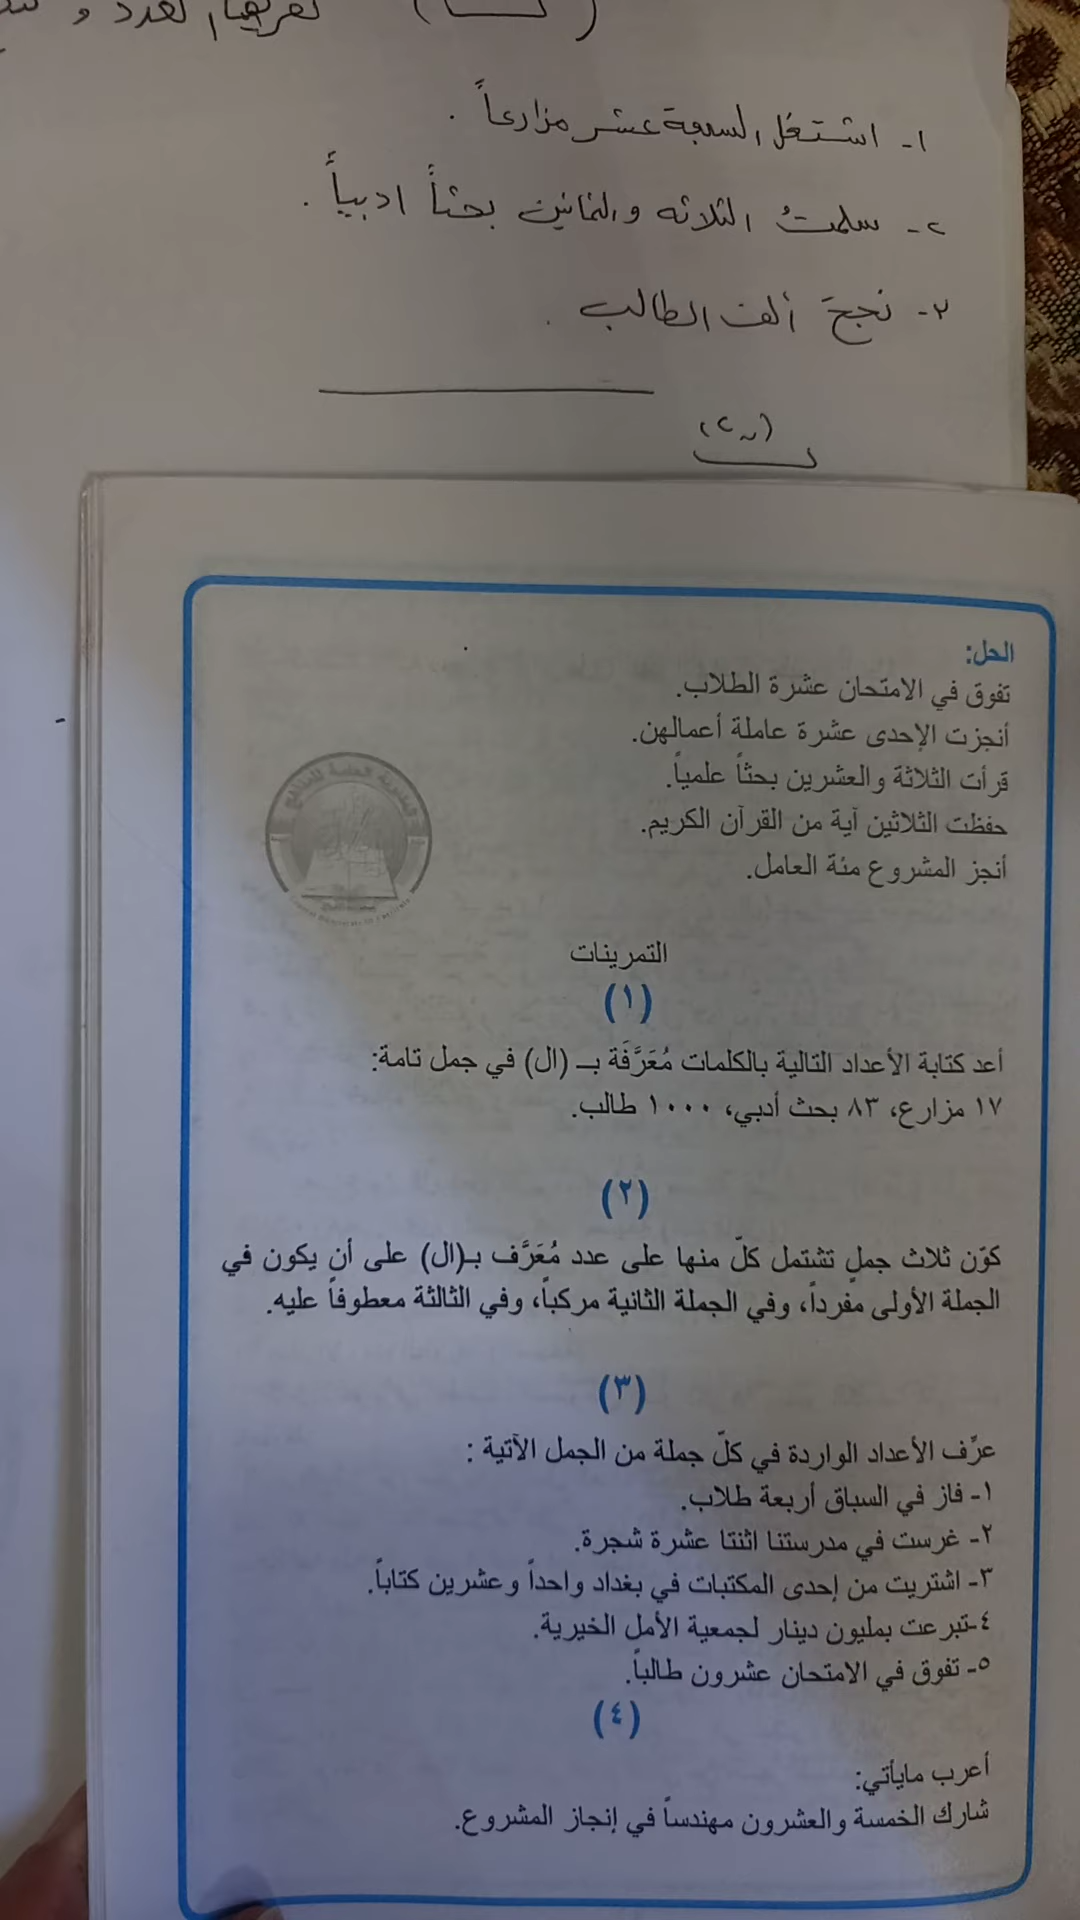 ١- اشتغل السبعة عشر مزارعاً .
٢- سلمتُ الثلاثه والثمانين بحثاً ادبياً .
٣- نجحَ ألف الطالب .
الحل:
تفوق في الامتحان عشرة الطلاب.
أنجزت الإحدى عشرة عاملة أعمالهن.
قرأت الثلاثة والعشرين بحثاً علمياً.
حفظت الثلاثين آية من القرآن الكريم.
أنجز المشروع مئة العامل.
التمرينات
(١)
أعد كتابة الأعداد التالية بالكلمات مُعَرَّفَة بـ (ال) في جمل تامة:
١٧ مزارع، ٨٣ بحث أدبي، ١٠٠٠ طالب.
(٢)
كوّن ثلاث جملٍ تشتمل كلّ منها على عدد مُعَرَّف بـ(ال) على أن يكون في
الجملة الأولى مفرداً، وفي الجملة الثانية مركباً، وفي الثالثة معطوفاً عليه.
(٣)
عرِّف الأعداد الواردة في كلّ جملة من الجمل الآتية :
١- فاز في السباق أربعة طلاب.
٢- غرست في مدرستنا اثنتا عشرة شجرة.
٣- اشتريت من إحدى المكتبات في بغداد واحداً وعشرين كتاباً.
٤-تبرعت بمليون دينار لجمعية الأمل الخيرية.
٥- تفوق في الامتحان عشرون طالباً.
(٤)
أعرب مايأتي:
شارك الخمسة والعشرون مهندساً في إنجاز المشروع.